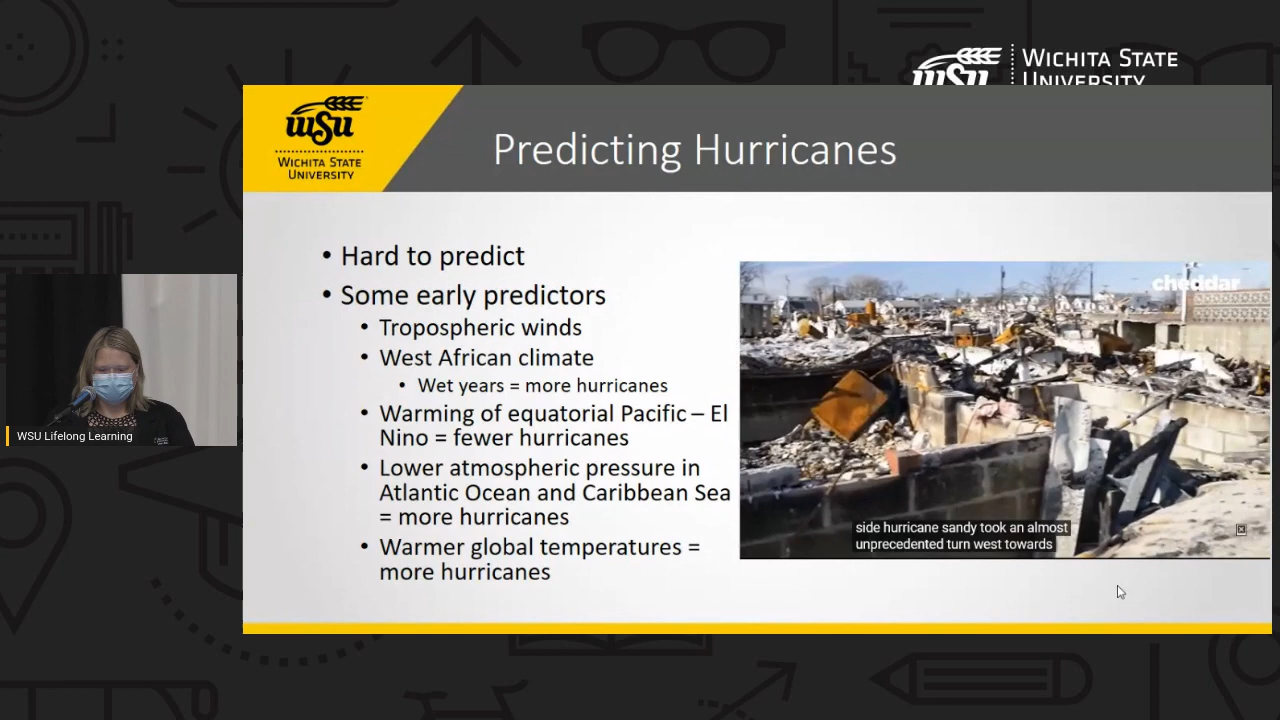 WSU
WICHITA STATE
UNIVERSITY
WSU
WICHITA STATE
UNIVERSITY
Predicting Hurricanes
• Hard to predict
• Some early predictors
• Tropospheric winds
• West African climate
• Wet years = more hurricanes
• Warming of equatorial Pacific – El
Nino = fewer hurricanes
• Lower atmospheric pressure in
Atlantic Ocean and Caribbean Sea
= more hurricanes
• Warmer global temperatures =
more hurricanes
cheddar
side hurricane sandy took an almost
unprecedented turn west towards
WSU Lifelong Learning